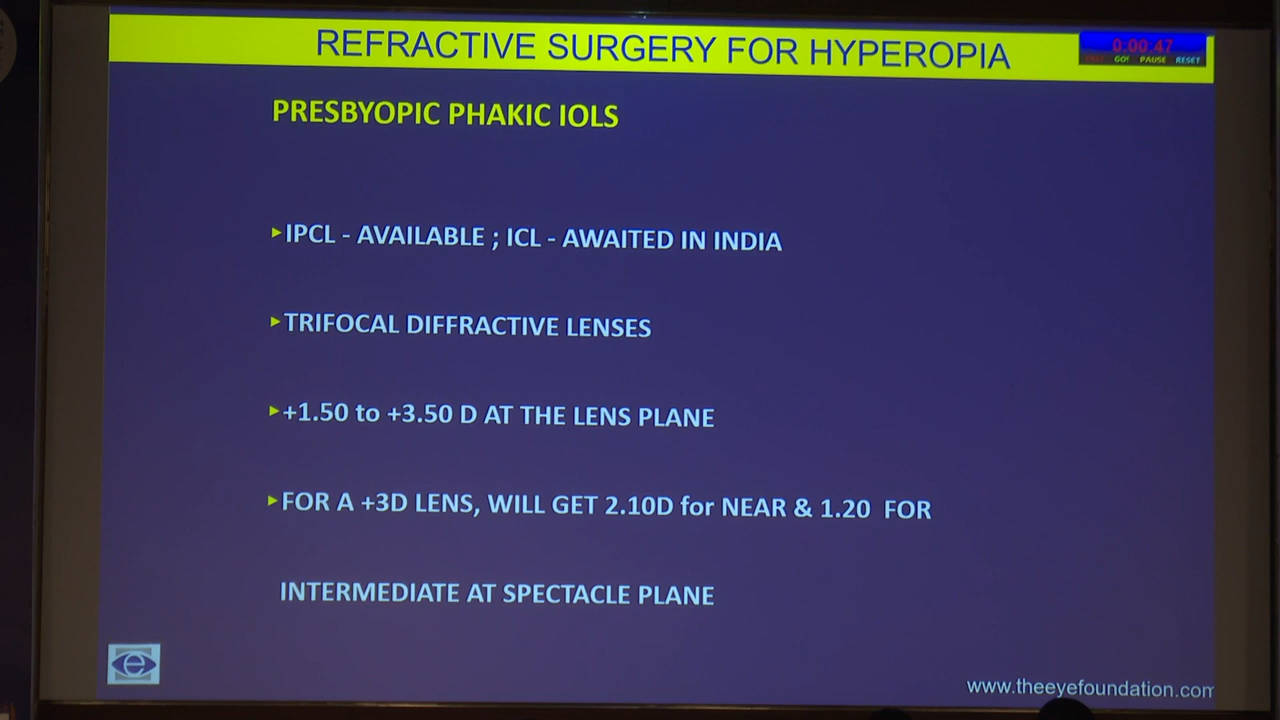 REFRACTIVE SURGERY FOR HYPEROPIA
0:00.47
GO! PAUSE RESET
PRESBYOPIC PHAKIC IOLS
IPCL - AVAILABLE ; ICL - AWAITED IN INDIA
TRIFOCAL DIFFRACTIVE LENSES
+1.50 to +3.50 D AT THE LENS PLANE
FOR A +3D LENS, WILL GET 2.10D for NEAR & 1.20 FOR
INTERMEDIATE AT SPECTACLE PLANE
e
www.theeyefoundation.com